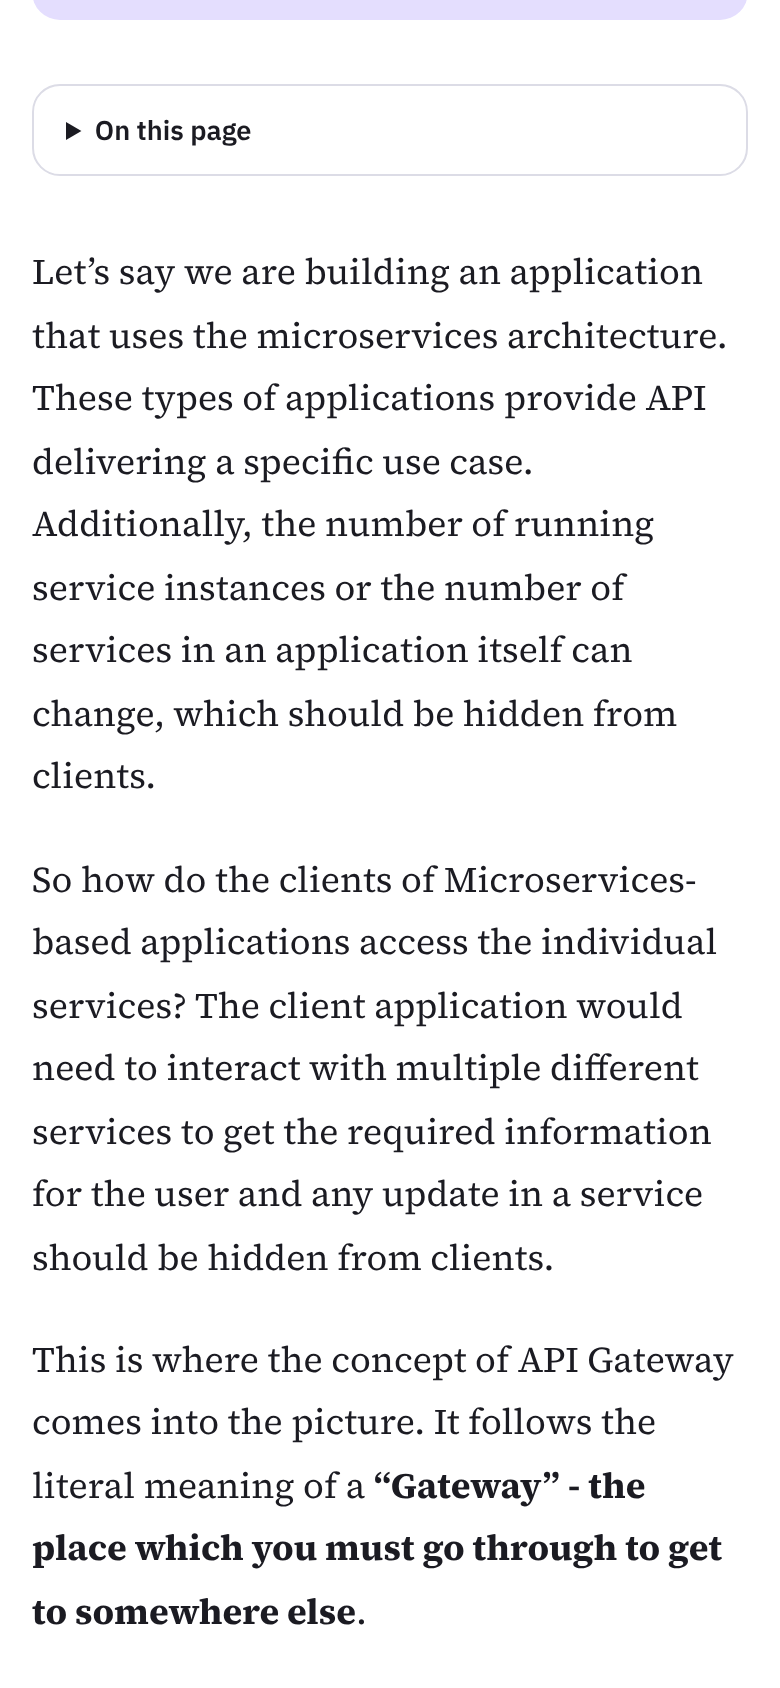 On this page
Let’s say we are building an application
that uses the microservices architecture.
These types of applications provide API
delivering a specific use case.
Additionally, the number of running
service instances or the number of
services in an application itself can
change, which should be hidden from
clients.
So how do the clients of Microservices-
based applications access the individual
services? The client application would
need to interact with multiple different
services to get the required information
for the user and any update in a service
should be hidden from clients.
This is where the concept of API Gateway
comes into the picture. It follows the
literal meaning of a “Gateway” - the
place which you must go through to get
to somewhere else.